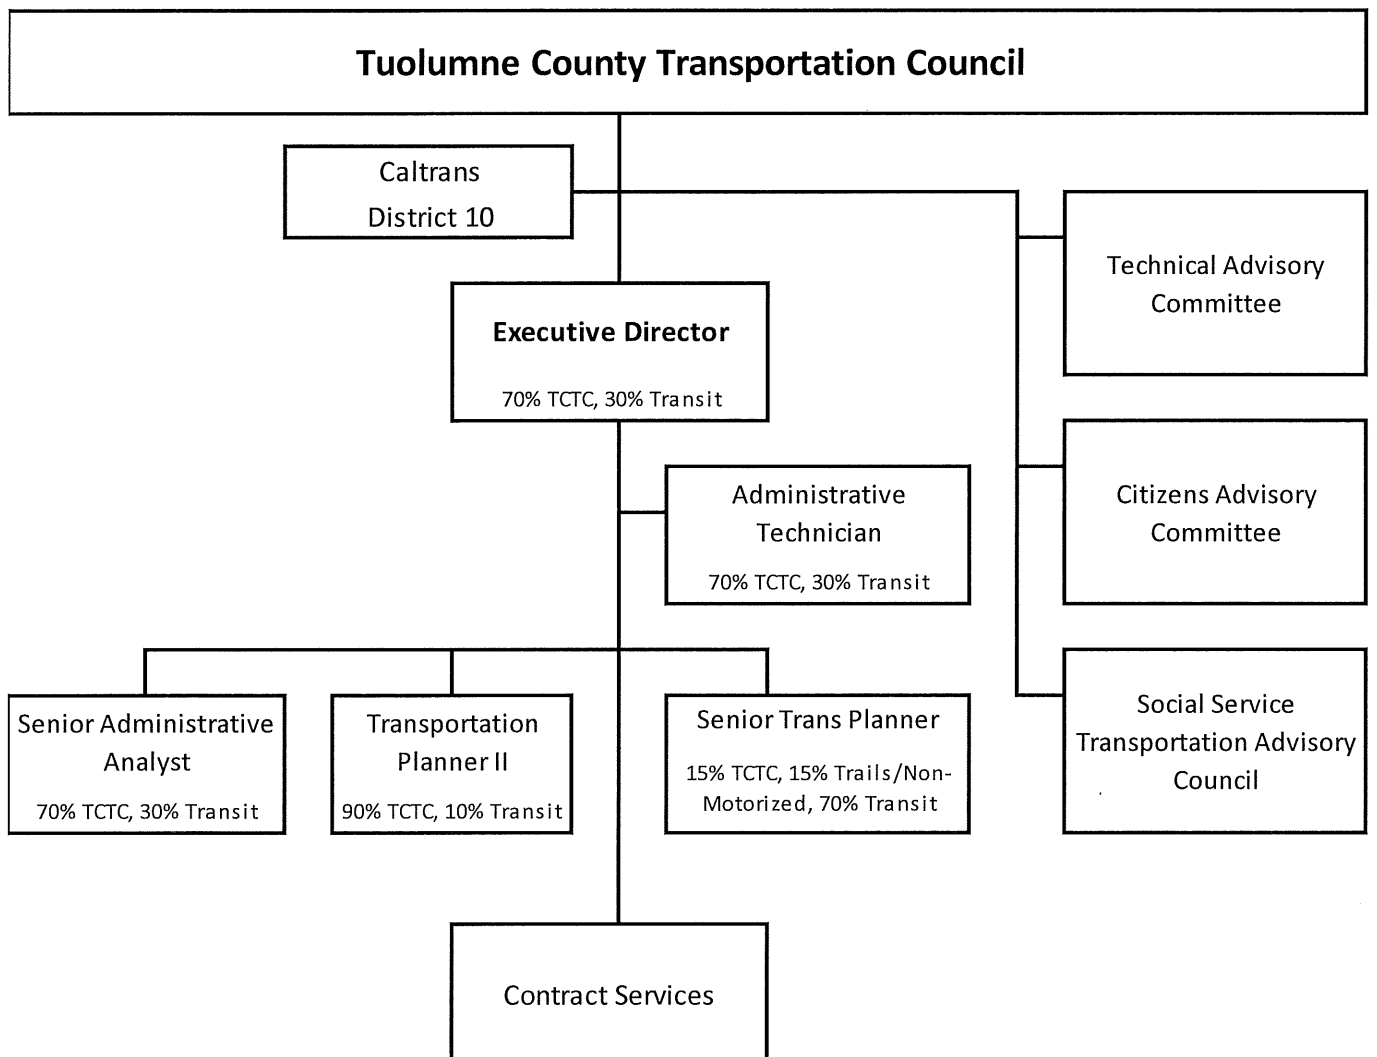 Tuolumne County Transportation Council
Caltrans
District 10
Executive Director
70% TCTC, 30% Transit
Technical Advisory
Committee
Administrative
Technician
70% TCTC, 30% Transit
Citizens Advisory
Committee
Senior Administrative
Analyst
70% TCTC, 30% Transit
Transportation
Planner II
90% TCTC, 10% Transit
Senior Trans Planner
15% TCTC, 15% Trails/Non-
Motorized, 70% Transit
Social Service
Transportation Advisory
Council
Contract Services